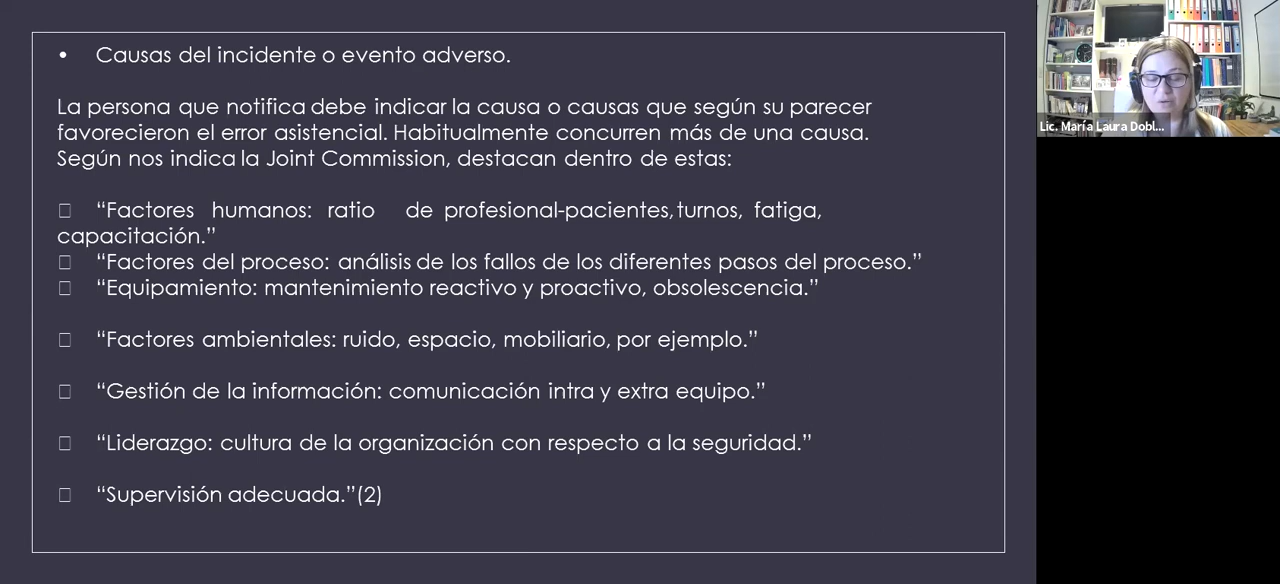 • Causas del incidente o evento adverso.
La persona que notifica debe indicar la causa o causas que según su parecer
favorecieron el error asistencial. Habitualmente concurren más de una causa.
Según nos indica la Joint Commission, destacan dentro de estas:
“Factores humanos: ratio de profesional-pacientes, turnos, fatiga,
capacitación.”
“Factores del proceso: análisis de los fallos de los diferentes pasos del proceso.”
“Equipamiento: mantenimiento reactivo y proactivo, obsolescencia.”
“Factores ambientales: ruido, espacio, mobiliario, por ejemplo.”
“Gestión de la información: comunicación intra y extra equipo.”
“Liderazgo: cultura de la organización con respecto a la seguridad.”
“Supervisión adecuada.”(2)
Lic. María Laura Dobl...